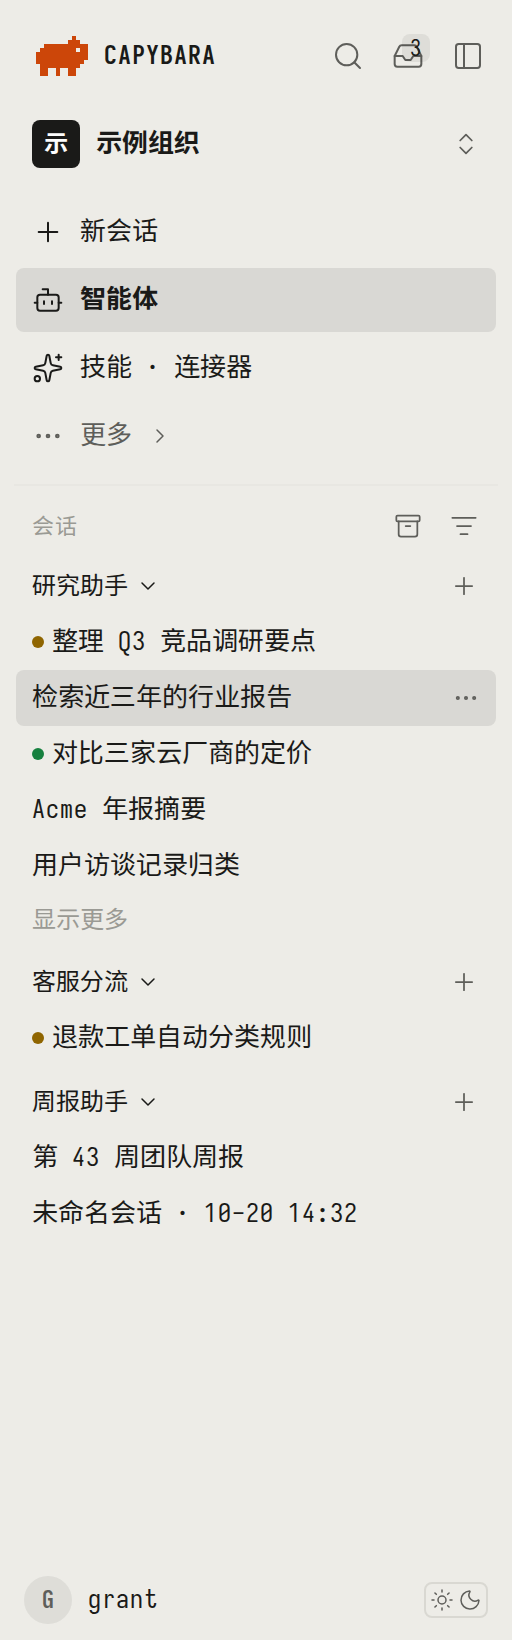 CAPYBARA
3
示 示例组织
新会话
智能体
技能 · 连接器
更多
会话
研究助手
整理 Q3 竞品调研要点
检索近三年的行业报告
对比三家云厂商的定价
Acme 年报摘要
用户访谈记录归类
显示更多
客服分流
退款工单自动分类规则
周报助手
第 43 周团队周报
未命名会话 · 10-20 14:32
G grant